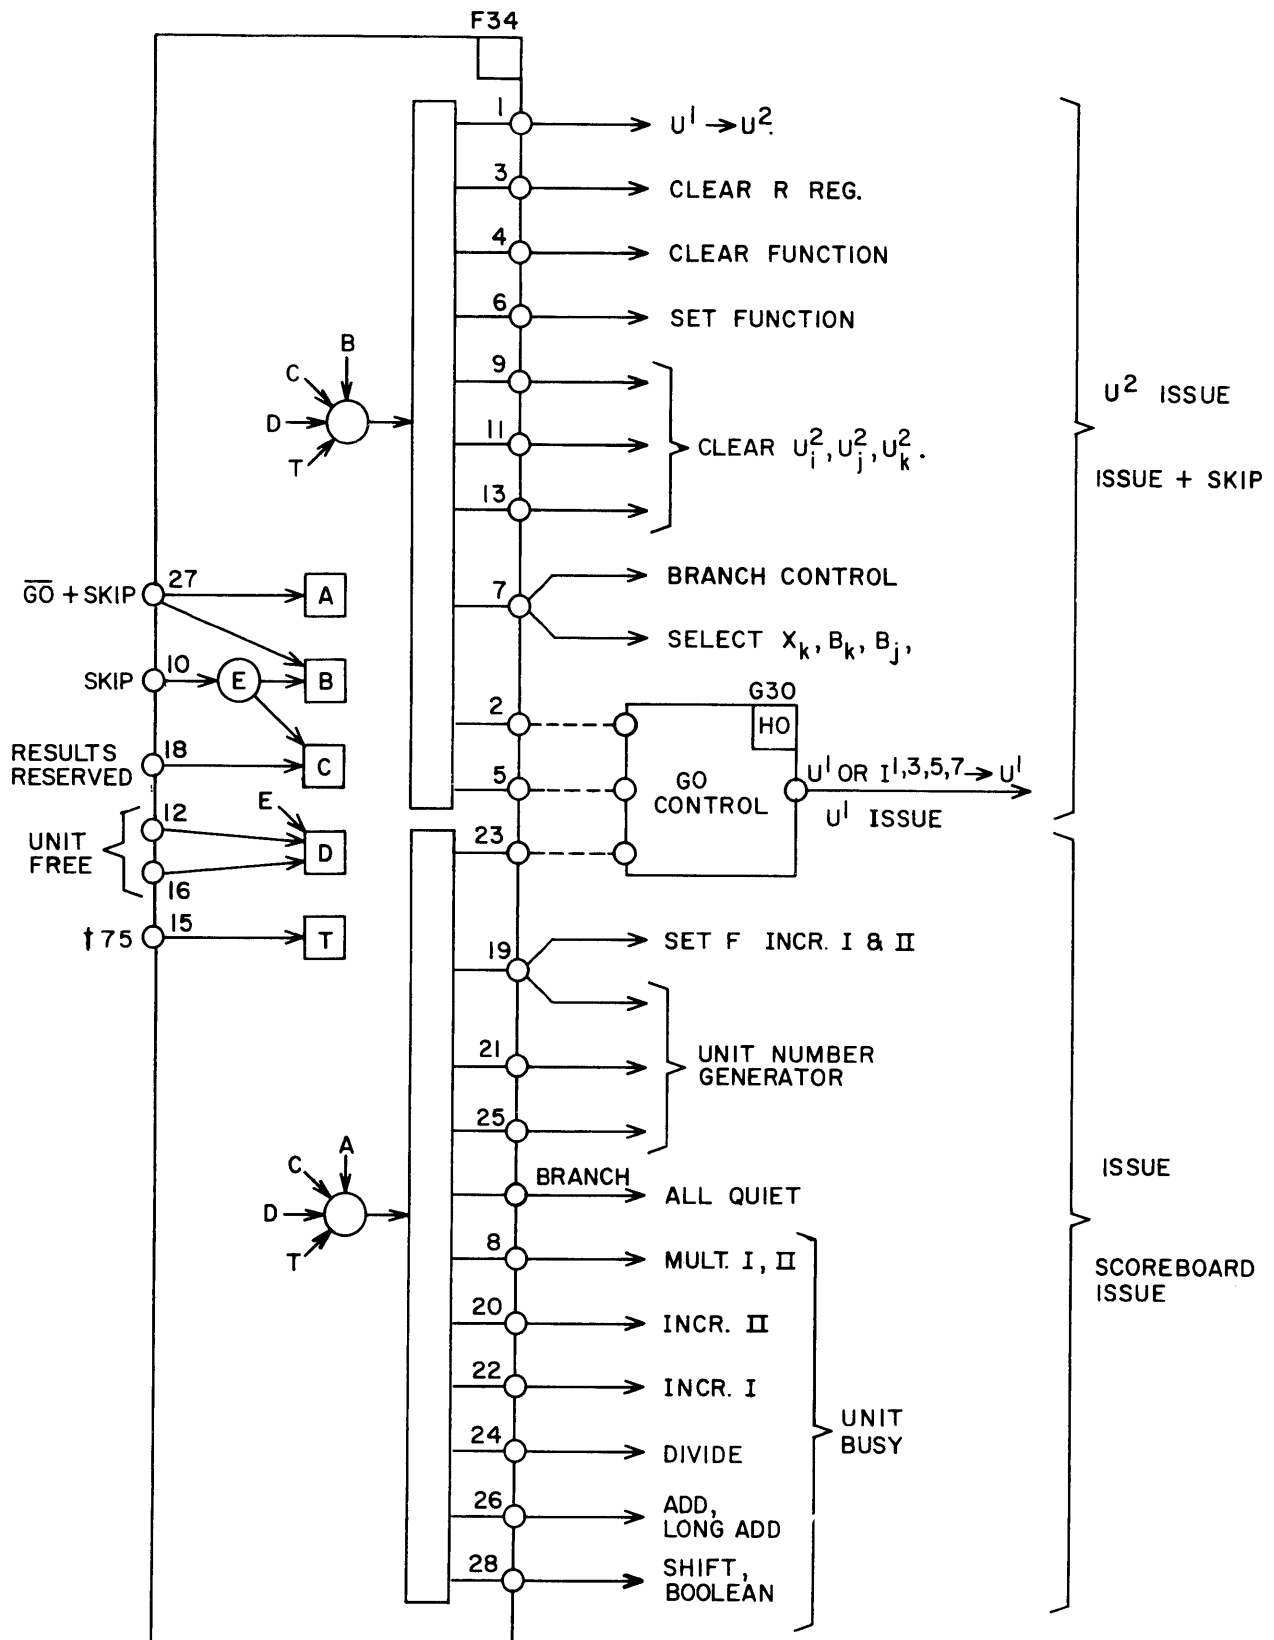 F34
1
U¹ → U².
3
CLEAR R REG.
4
CLEAR FUNCTION
6
SET FUNCTION
B
C
D
T
9
11
13
CLEAR U²i, U²j, U²k.
U² ISSUE
ISSUE + SKIP
7
BRANCH CONTROL
SELECT Xk, Bk, Bj,
G̅O̅ + SKIP
27
A
SKIP
10
E
B
RESULTS
RESERVED
18
C
UNIT
FREE
12
E
D
16
†75
15
T
2
5
23
G30
HO
GO
CONTROL
U¹ OR I¹,³,⁵,⁷ → U¹
U¹ ISSUE
19
SET F INCR. I & II
21
25
UNIT NUMBER
GENERATOR
A
C
D
T
BRANCH
ALL QUIET
8
MULT. I, II
20
INCR. II
22
INCR. I
24
DIVIDE
26
ADD,
LONG ADD
28
SHIFT,
BOOLEAN
UNIT
BUSY
ISSUE
SCOREBOARD
ISSUE